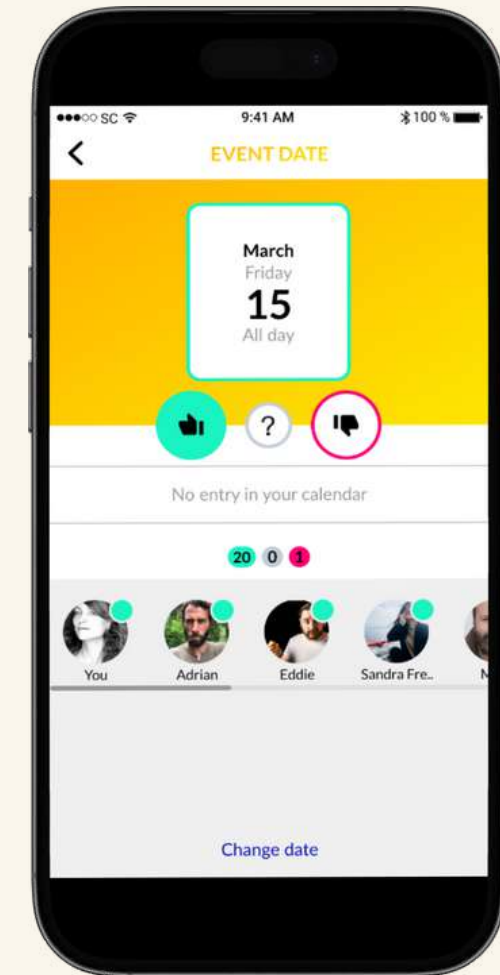 SC 9:41 AM 100 %
EVENT DATE
March
Friday
15
All day
?
No entry in your calendar
20 0 1
You Adrian Eddie Sandra Fre..
Change date